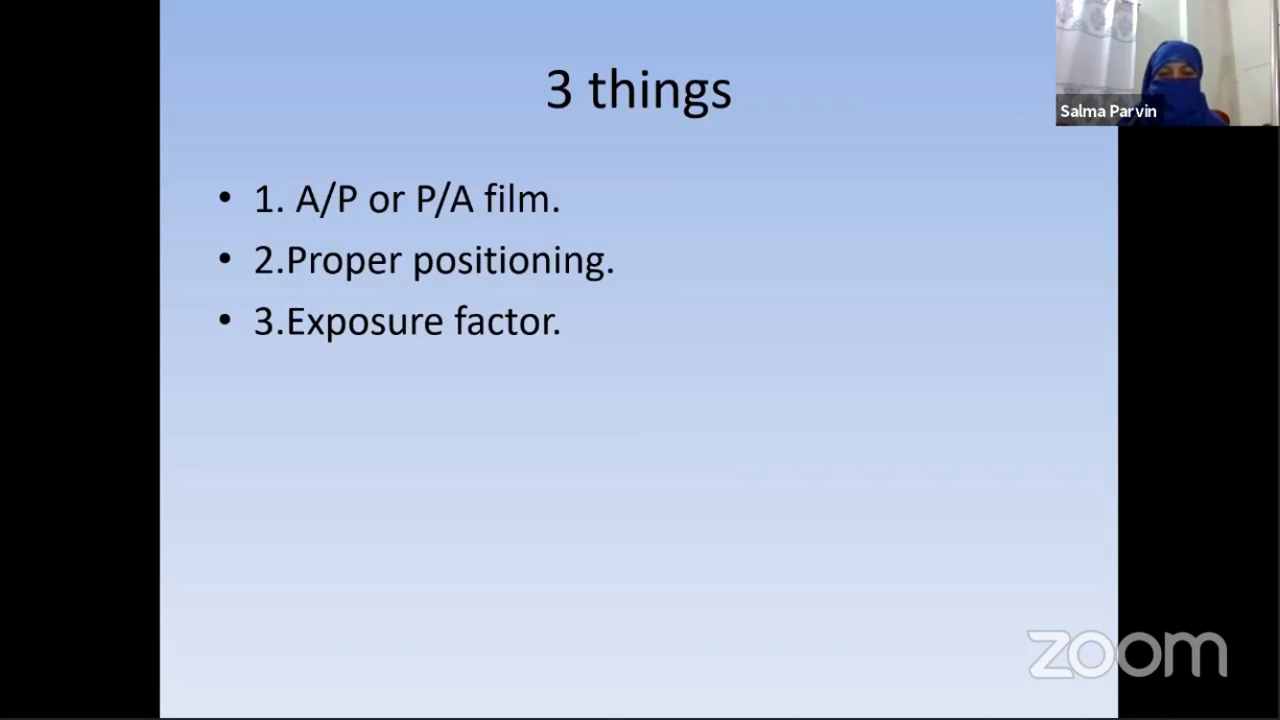 3 things
Salma Parvin
• 1. A/P or P/A film.
• 2.Proper positioning.
• 3.Exposure factor.
zoom